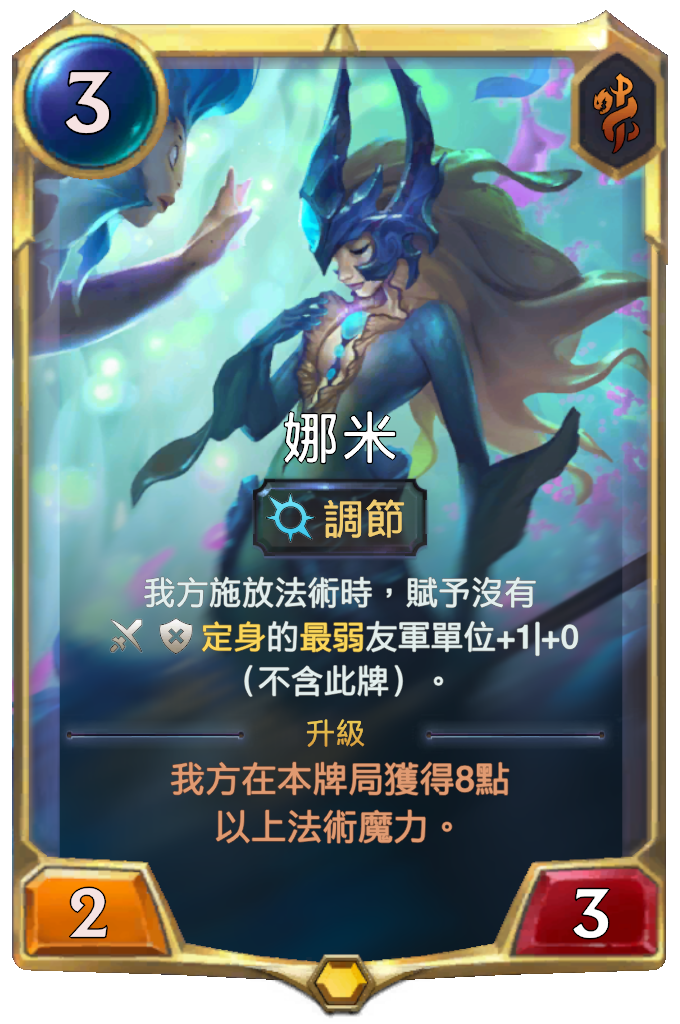 3
娜米
調節
我方施放法術時，賦予沒有
定身的最弱友軍單位+1|+0
（不含此牌）。
升級
我方在本牌局獲得8點
以上法術魔力。
2
3